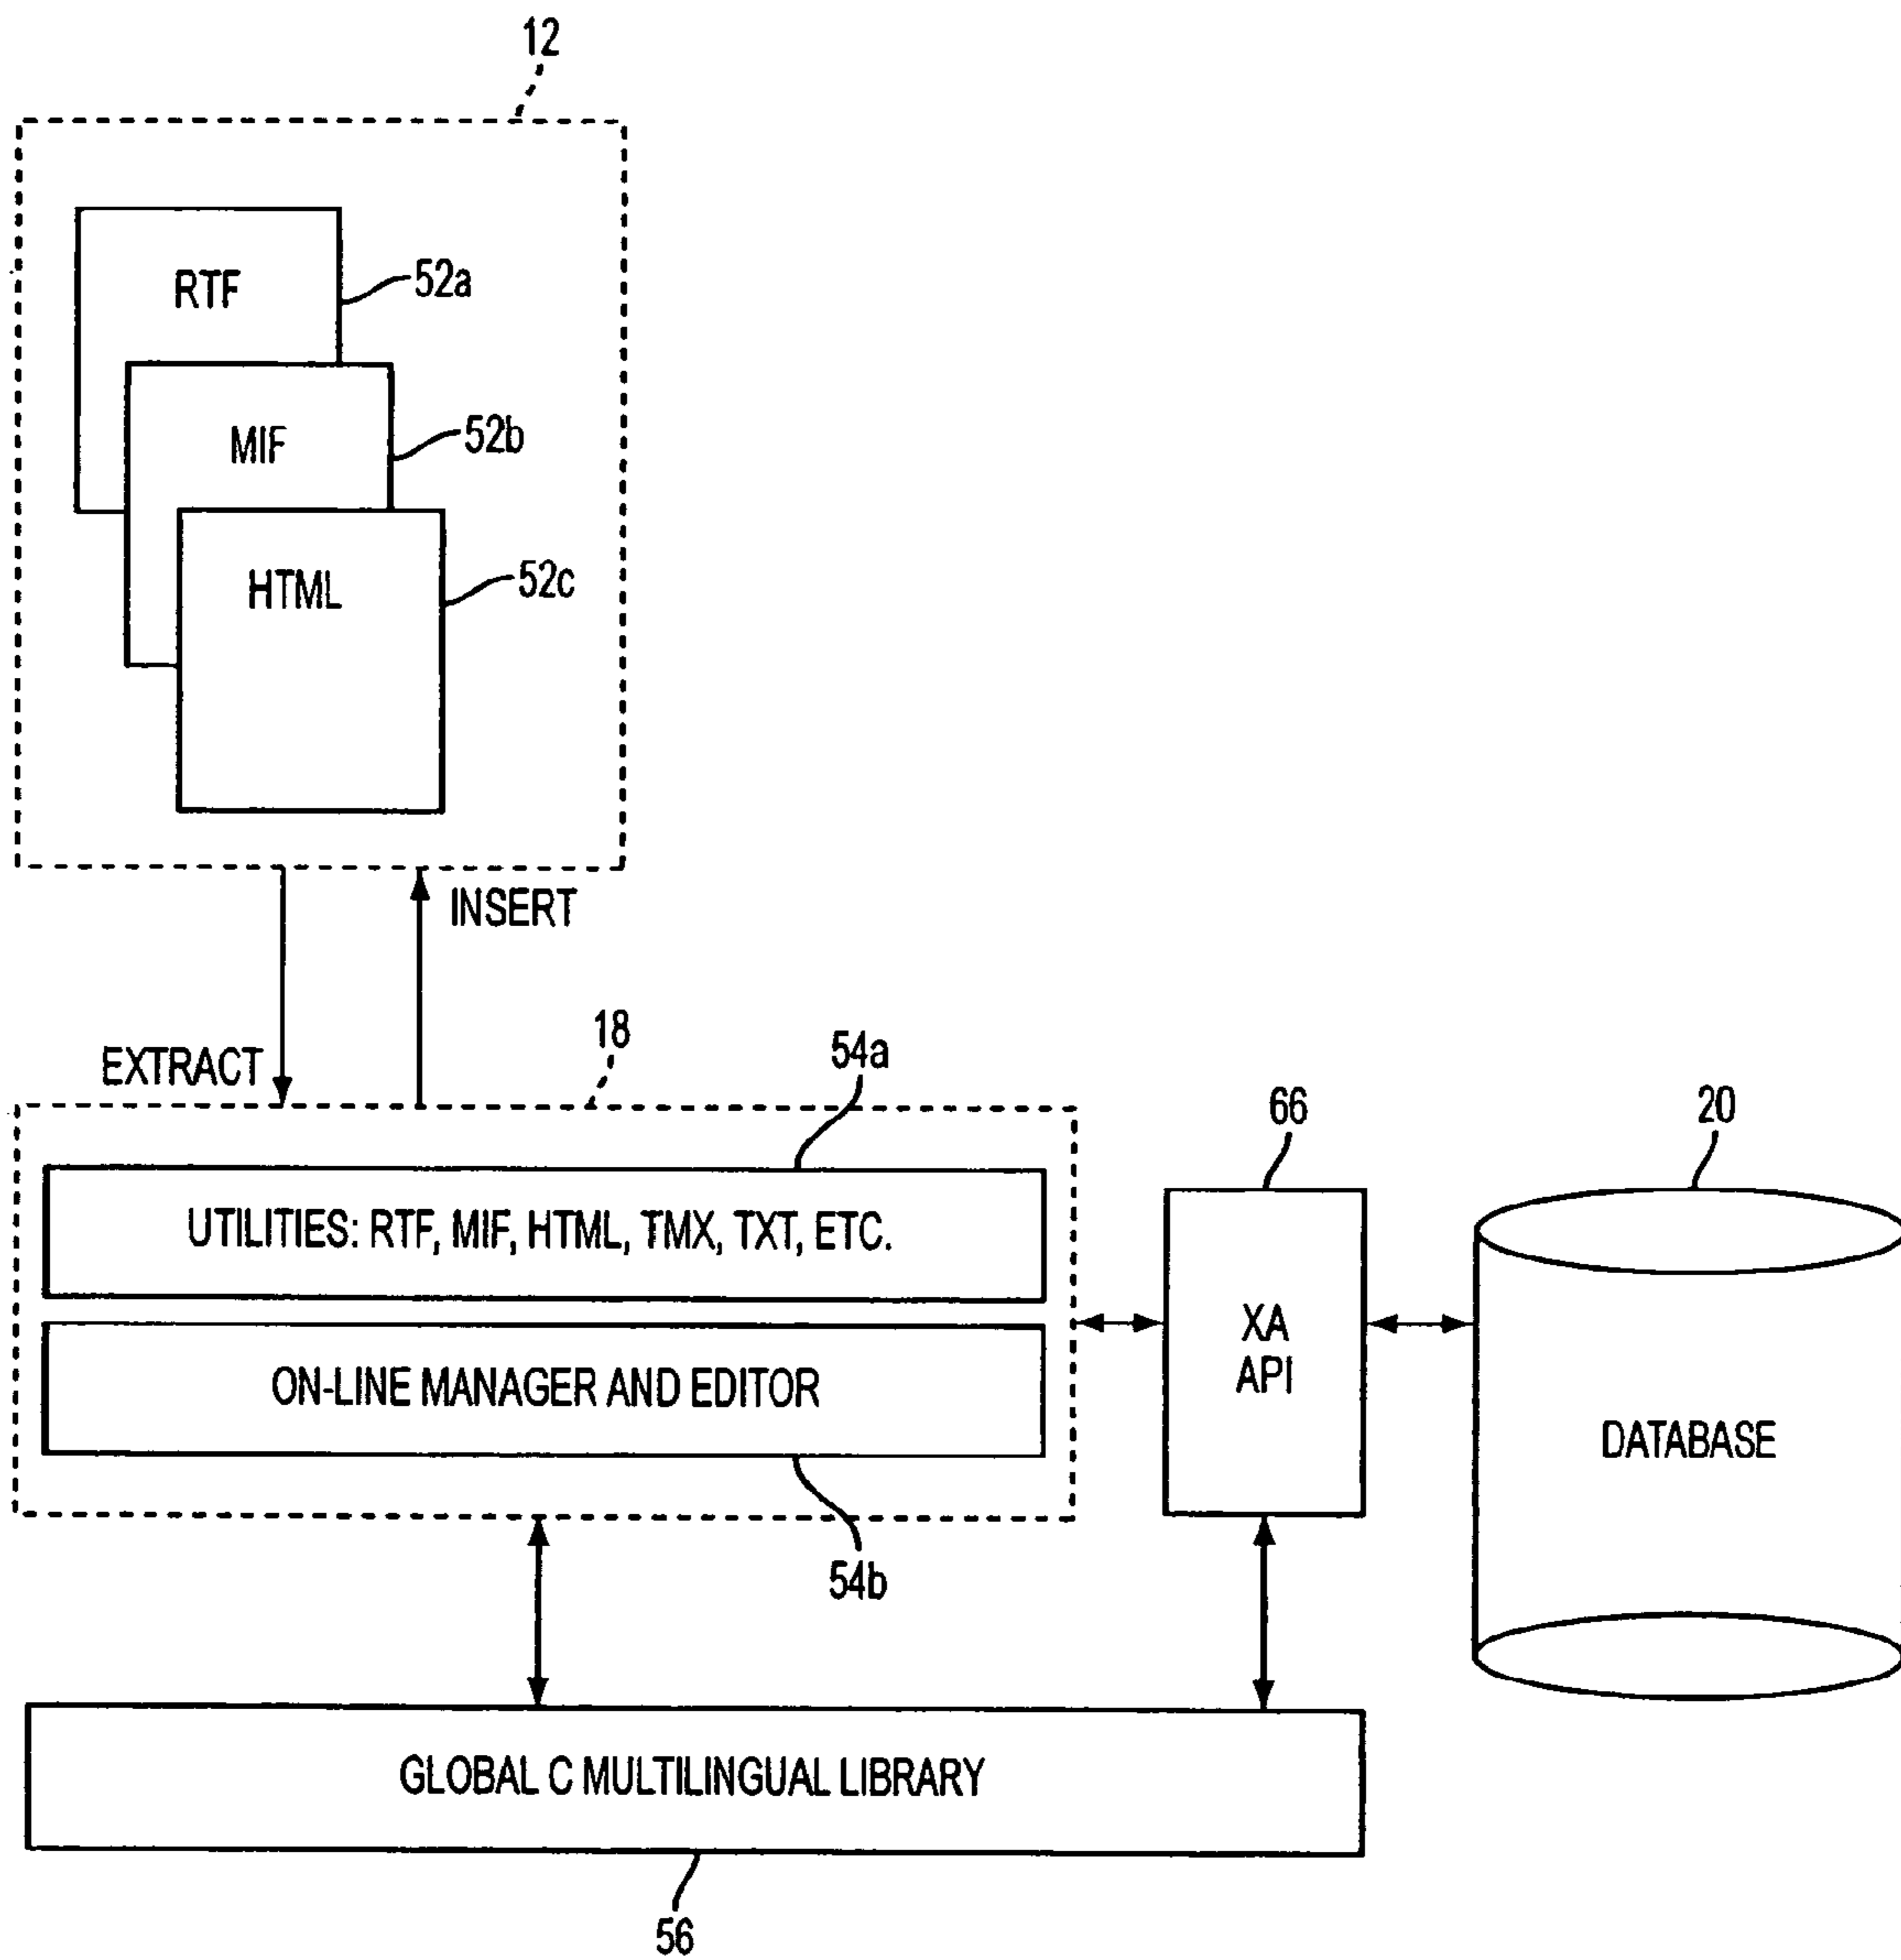 12
RTF
52a
MIF
52b
HTML
52c
INSERT
EXTRACT
18
54a
66
20
UTILITIES: RTF, MIF, HTML, TMX, TXT, ETC.
XA
API
ON-LINE MANAGER AND EDITOR
DATABASE
54b
GLOBAL C MULTILINGUAL LIBRARY
56